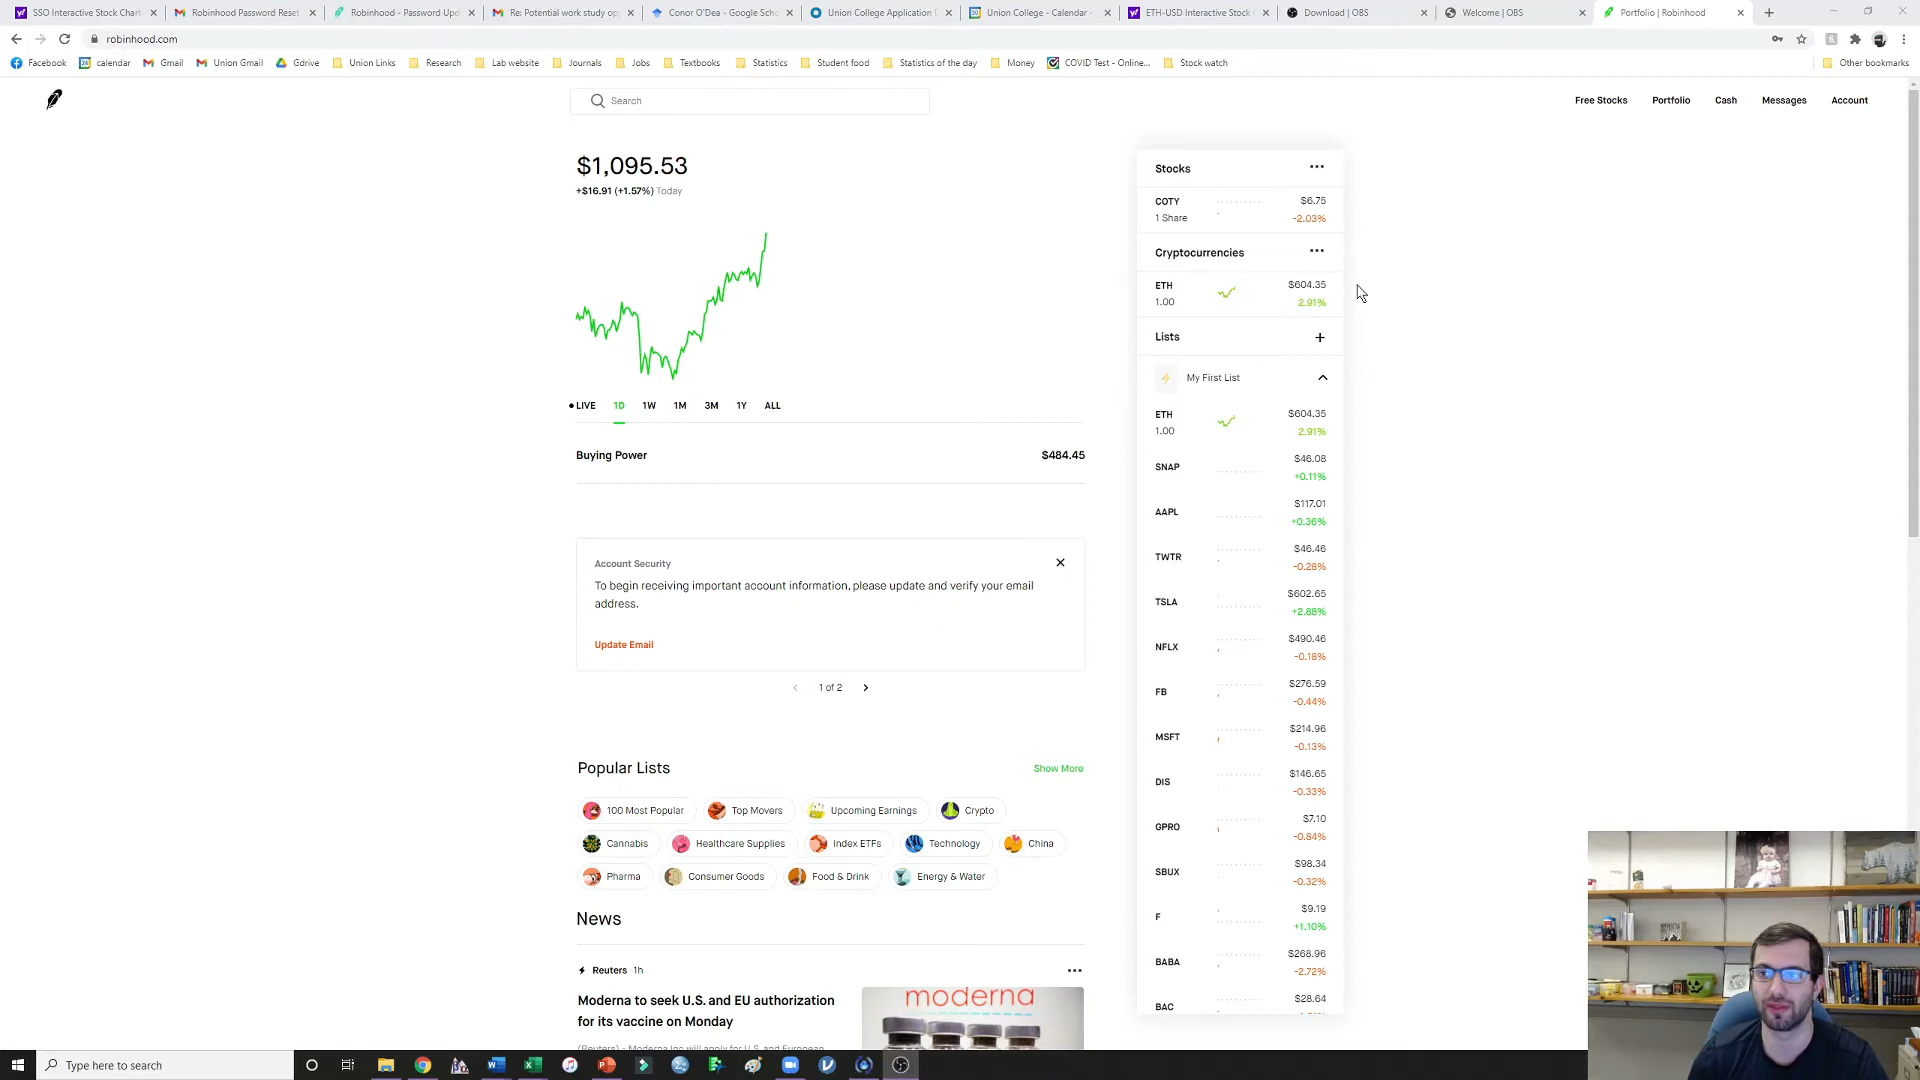 SSO Interactive Stock Chart
Robinhood Password Reset
Robinhood - Password Upd
Re: Potential work study op
Conor O'Dea - Google Scho
Union College Application D
Union College - Calendar -
ETH-USD Interactive Stock
Download | OBS
Welcome | OBS
Portfolio | Robinhood
robinhood.com
Facebook
calendar
Gmail
Union Gmail
Gdrive
Union Links
Research
Lab website
Journals
Jobs
Textbooks
Statistics
Student food
Statistics of the day
Money
COVID Test - Online...
Stock watch
Other bookmarks
Search
Free Stocks
Portfolio
Cash
Messages
Account
$1,095.53
+$16.91 (+1.57%) Today
LIVE 1D 1W 1M 3M 1Y ALL
Buying Power $484.45
Account Security
To begin receiving important account information, please update and verify your email
address.
Update Email
1 of 2
Popular Lists
Show More
100 Most Popular
Top Movers
Upcoming Earnings
Crypto
Cannabis
Healthcare Supplies
Index ETFs
Technology
China
Pharma
Consumer Goods
Food & Drink
Energy & Water
News
Reuters 1h
Moderna to seek U.S. and EU authorization
for its vaccine on Monday
(Reuters) - Moderna Inc will apply for U.S. and European
moderna
Stocks
COTY $6.75
1 Share -2.03%
Cryptocurrencies
ETH $604.35
1.00 2.91%
Lists
My First List
ETH $604.35
1.00 2.91%
SNAP $46.08
+0.11%
AAPL $117.01
+0.36%
TWTR $46.46
-0.28%
TSLA $602.65
+2.88%
NFLX $490.46
-0.18%
FB $276.59
-0.44%
MSFT $214.96
-0.13%
DIS $146.65
-0.33%
GPRO $7.10
-0.84%
SBUX $98.34
-0.32%
F $9.19
+1.10%
BABA $268.96
-2.72%
BAC $28.64
Type here to search